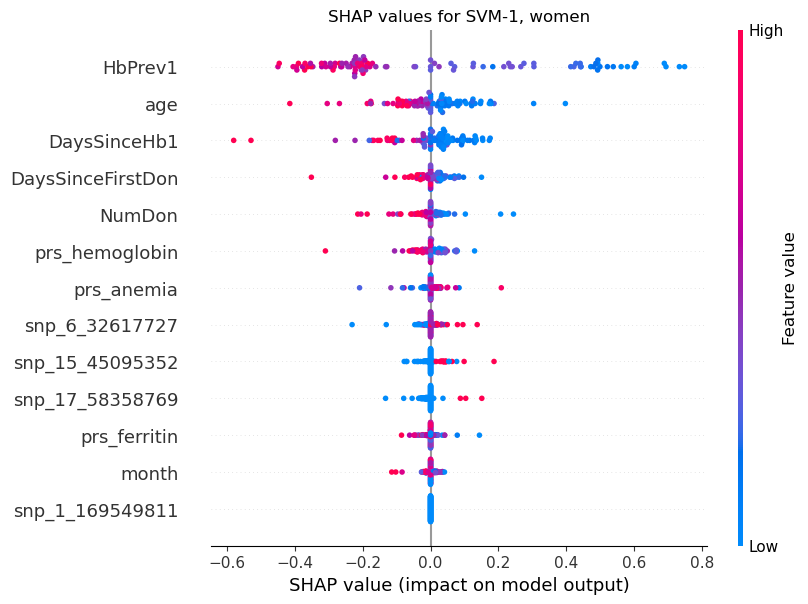 SHAP values for SVM-1, women
High
HbPrev1
age
DaysSinceHb1
DaysSinceFirstDon
NumDon
prs_hemoglobin
prs_anemia
snp_6_32617727
snp_15_45095352
snp_17_58358769
prs_ferritin
month
snp_1_169549811
Feature value
Low
−0.6 −0.4 −0.2 0.0 0.2 0.4 0.6 0.8
SHAP value (impact on model output)